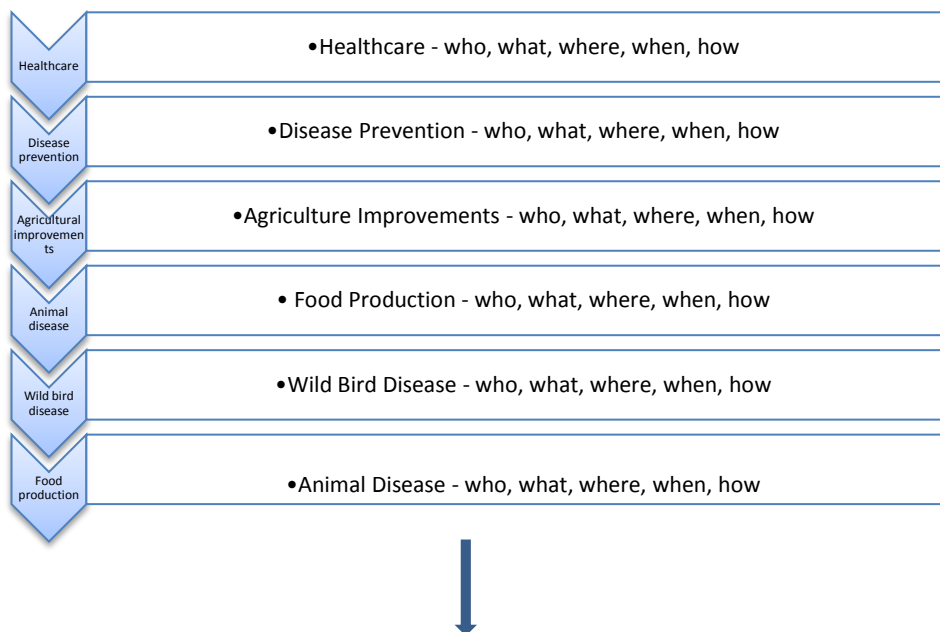 Healthcare
•Healthcare - who, what, where, when, how
Disease
prevention
•Disease Prevention - who, what, where, when, how
Agricultural
improvemen
ts
•Agriculture Improvements - who, what, where, when, how
Animal
disease
• Food Production - who, what, where, when, how
Wild bird
disease
•Wild Bird Disease - who, what, where, when, how
Food
production
•Animal Disease - who, what, where, when, how